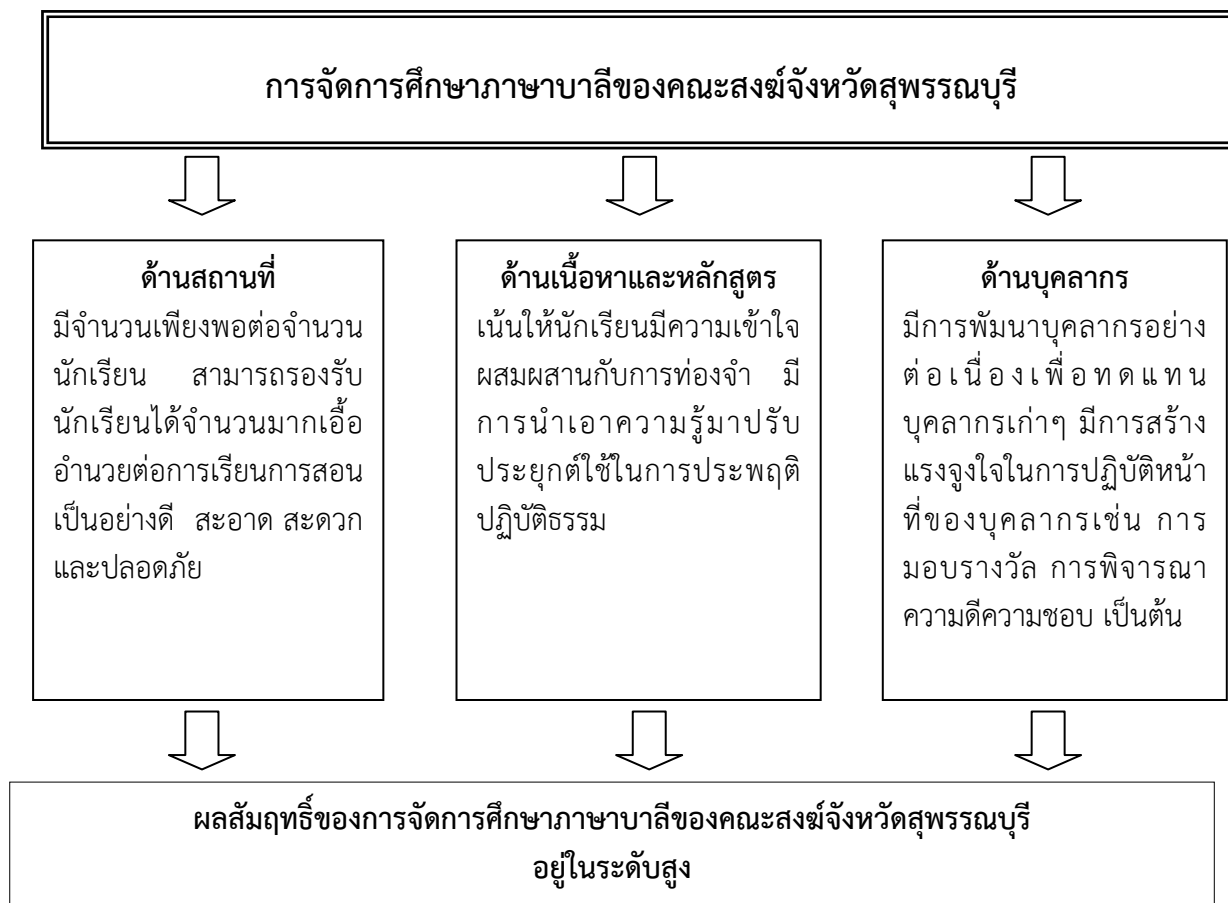 การจัดการศึกษาภาษาบาลีของคณะสงฆ์จังหวัดสุพรรณบุรี
ด้านสถานที่
มีจำนวนเพียงพอต่อจำนวน
นักเรียน สามารถรองรับ
นักเรียนได้จำนวนมากเอื้อ
อำนวยต่อการเรียนการสอน
เป็นอย่างดี สะอาด สะดวก
และปลอดภัย
ด้านเนื้อหาและหลักสูตร
เน้นให้นักเรียนมีความเข้าใจ
ผสมผสานกับการท่องจำ มี
การนำเอาความรู้มาปรับ
ประยุกต์ใช้ในการประพฤติ
ปฏิบัติธรรม
ด้านบุคลากร
มีการพัมนาบุคลากรอย่าง
ต่อเนื่องเพื่อทดแทน
บุคลากรเก่าๆ มีการสร้าง
แรงจูงใจในการปฏิบัติหน้า
ที่ของบุคลากรเช่น การ
มอบรางวัล การพิจารณา
ความดีความชอบ เป็นต้น
ผลสัมฤทธิ์ของการจัดการศึกษาภาษาบาลีของคณะสงฆ์จังหวัดสุพรรณบุรี
อยู่ในระดับสูง